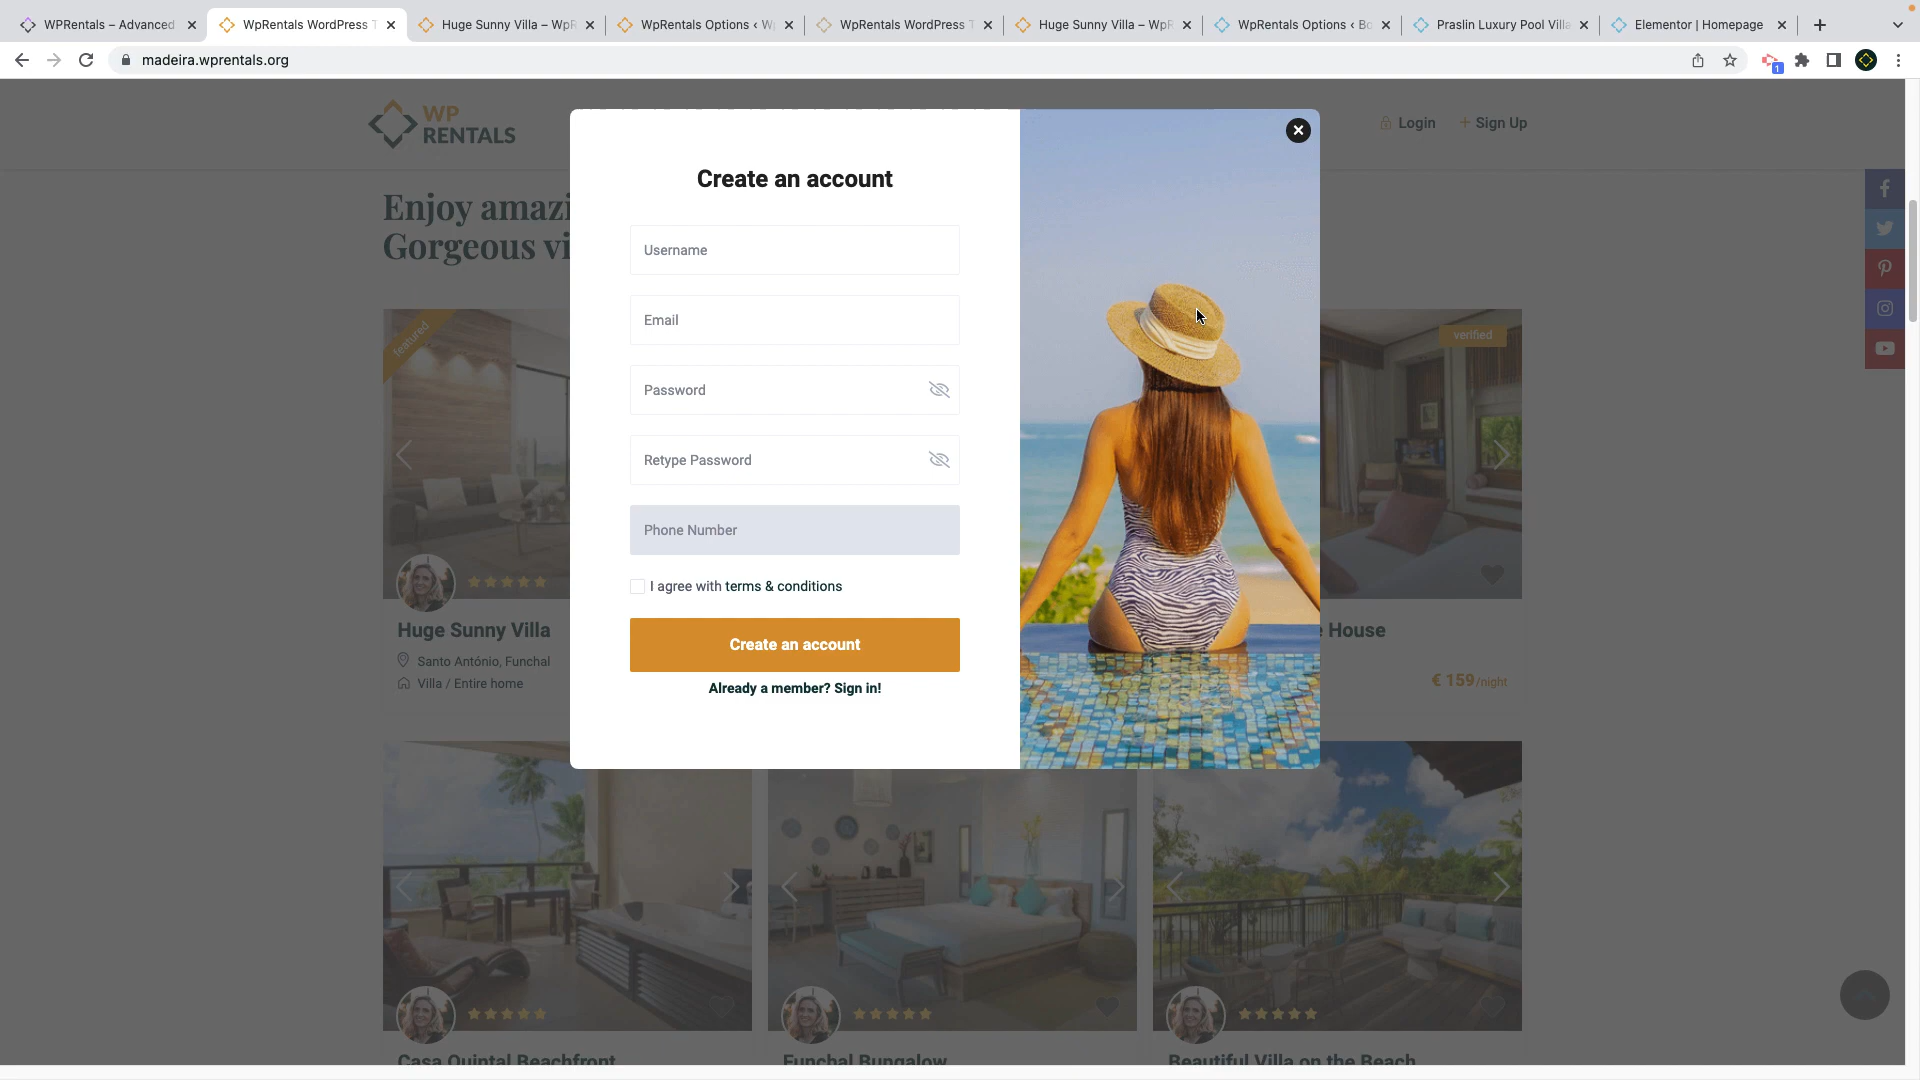 WPRentals – Advanced
WpRentals WordPress T
Huge Sunny Villa – WpR
WpRentals Options ‹ W
WpRentals WordPress T
Huge Sunny Villa – WpR
WpRentals Options ‹ Bo
Praslin Luxury Pool Villa
Elementor | Homepage
madeira.wprentals.org
1
WP
RENTALS
Login
+ Sign Up
Create an account
Enjoy amazi
Gorgeous vi
Username
Email
featured
verified
Password
Retype Password
Phone Number
I agree with terms & conditions
Huge Sunny Villa
House
Create an account
Santo António, Funchal
€ 159/night
Villa / Entire home
Already a member? Sign in!
Casa Quintal Beachfront
Funchal Bungalow
Beautiful Villa on the Beach